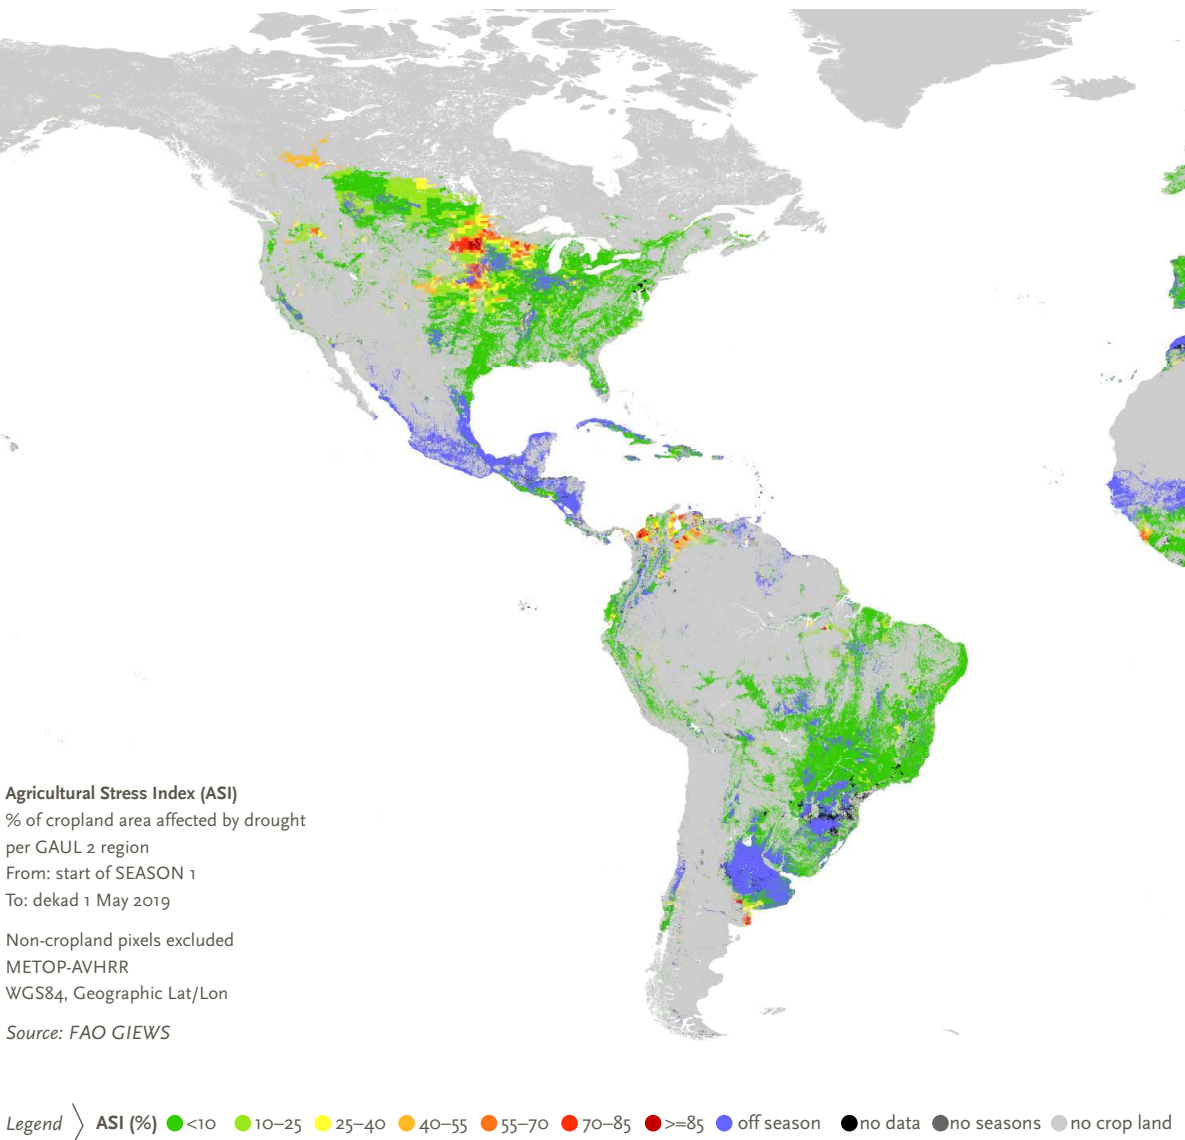 Agricultural Stress Index (ASI)
% of cropland area affected by drought
per GAUL 2 region
From: start of SEASON 1
To: dekad 1 May 2019
Non-cropland pixels excluded
METOP-AVHRR
WGS84, Geographic Lat/Lon
Source: FAO GIEWS
Legend ASI (%) <10 10–25 25–40 40–55 55–70 70–85 >=85 off season no data no seasons no crop land